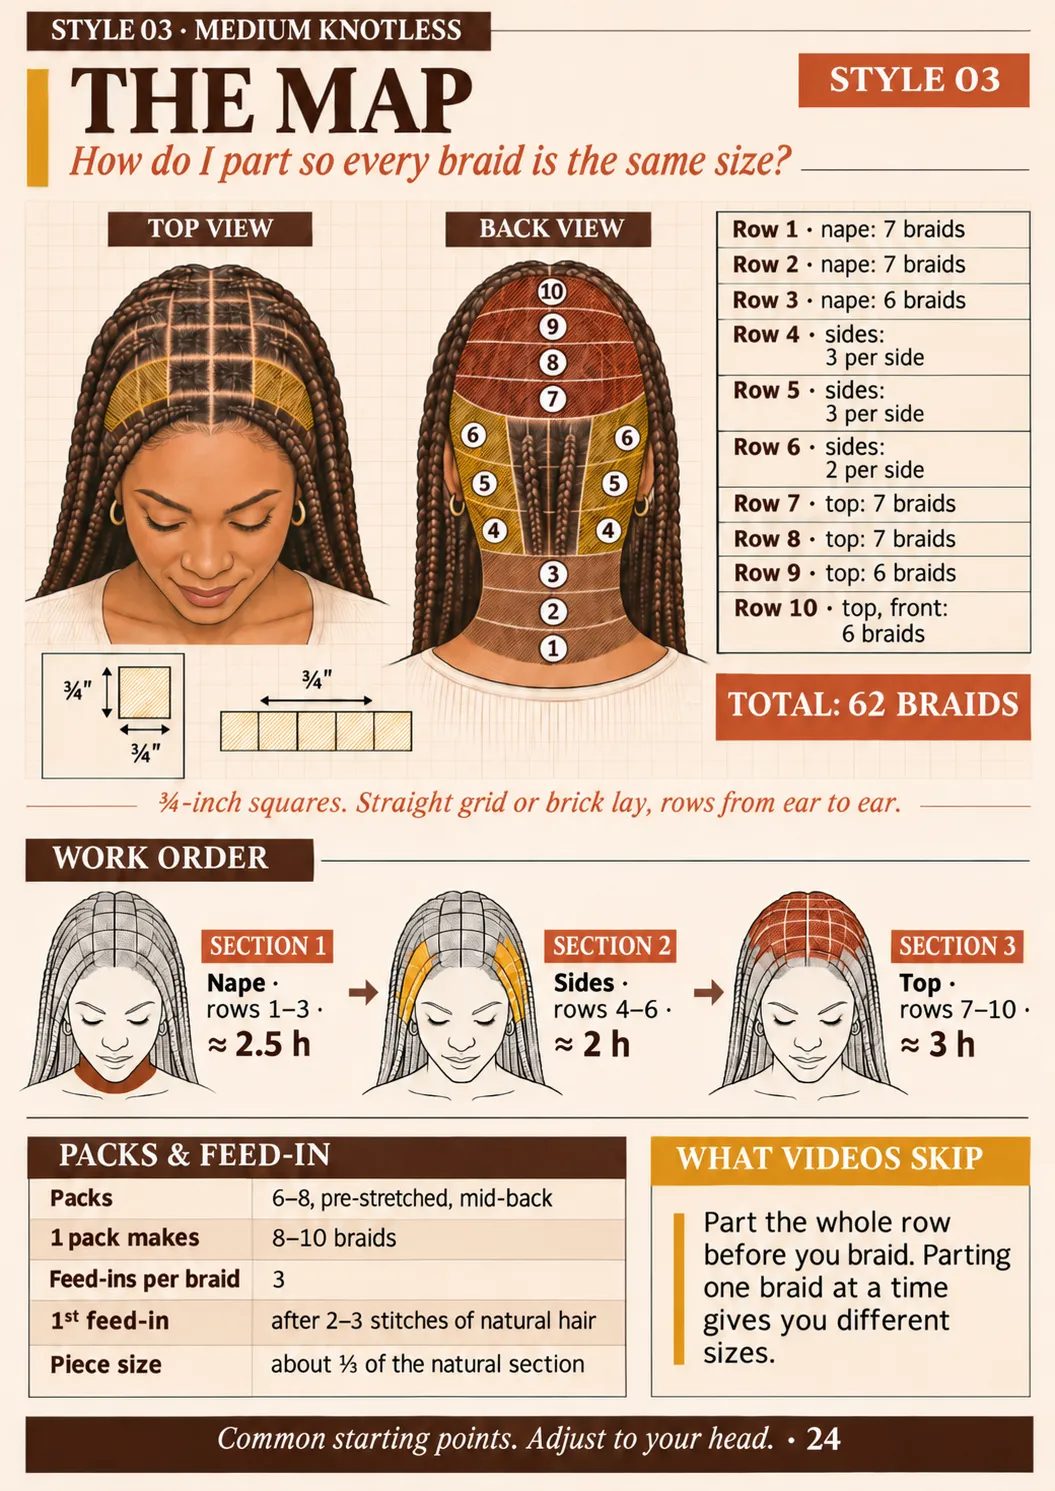 STYLE 03 · MEDIUM KNOTLESS
THE MAP
STYLE 03
How do I part so every braid is the same size?
TOP VIEW
BACK VIEW
10
9
8
7
6
6
5
5
4
4
3
2
1
Row 1 · nape: 7 braids
Row 2 · nape: 7 braids
Row 3 · nape: 6 braids
Row 4 · sides:
3 per side
Row 5 · sides:
3 per side
Row 6 · sides:
2 per side
Row 7 · top: 7 braids
Row 8 · top: 7 braids
Row 9 · top: 6 braids
Row 10 · top, front:
6 braids
TOTAL: 62 BRAIDS
¾"
¾"
¾"
¾-inch squares. Straight grid or brick lay, rows from ear to ear.
WORK ORDER
SECTION 1
Nape ·
rows 1–3 ·
≈ 2.5 h
SECTION 2
Sides ·
rows 4–6 ·
≈ 2 h
SECTION 3
Top ·
rows 7–10 ·
≈ 3 h
PACKS & FEED-IN
Packs 6–8, pre-stretched, mid-back
1 pack makes 8–10 braids
Feed-ins per braid 3
1st feed-in after 2–3 stitches of natural hair
Piece size about ⅓ of the natural section
WHAT VIDEOS SKIP
Part the whole row
before you braid. Parting
one braid at a time
gives you different
sizes.
Common starting points. Adjust to your head. · 24